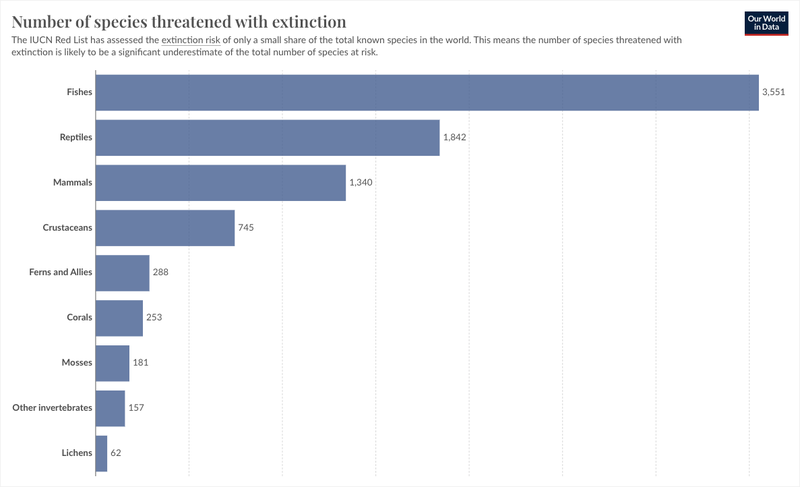 Number of species threatened with extinction
Our World
in Data
The IUCN Red List has assessed the extinction risk of only a small share of the total known species in the world. This means the number of species threatened with
extinction is likely to be a significant underestimate of the total number of species at risk.
Fishes 3,551
Reptiles 1,842
Mammals 1,340
Crustaceans 745
Ferns and Allies 288
Corals 253
Mosses 181
Other invertebrates 157
Lichens 62